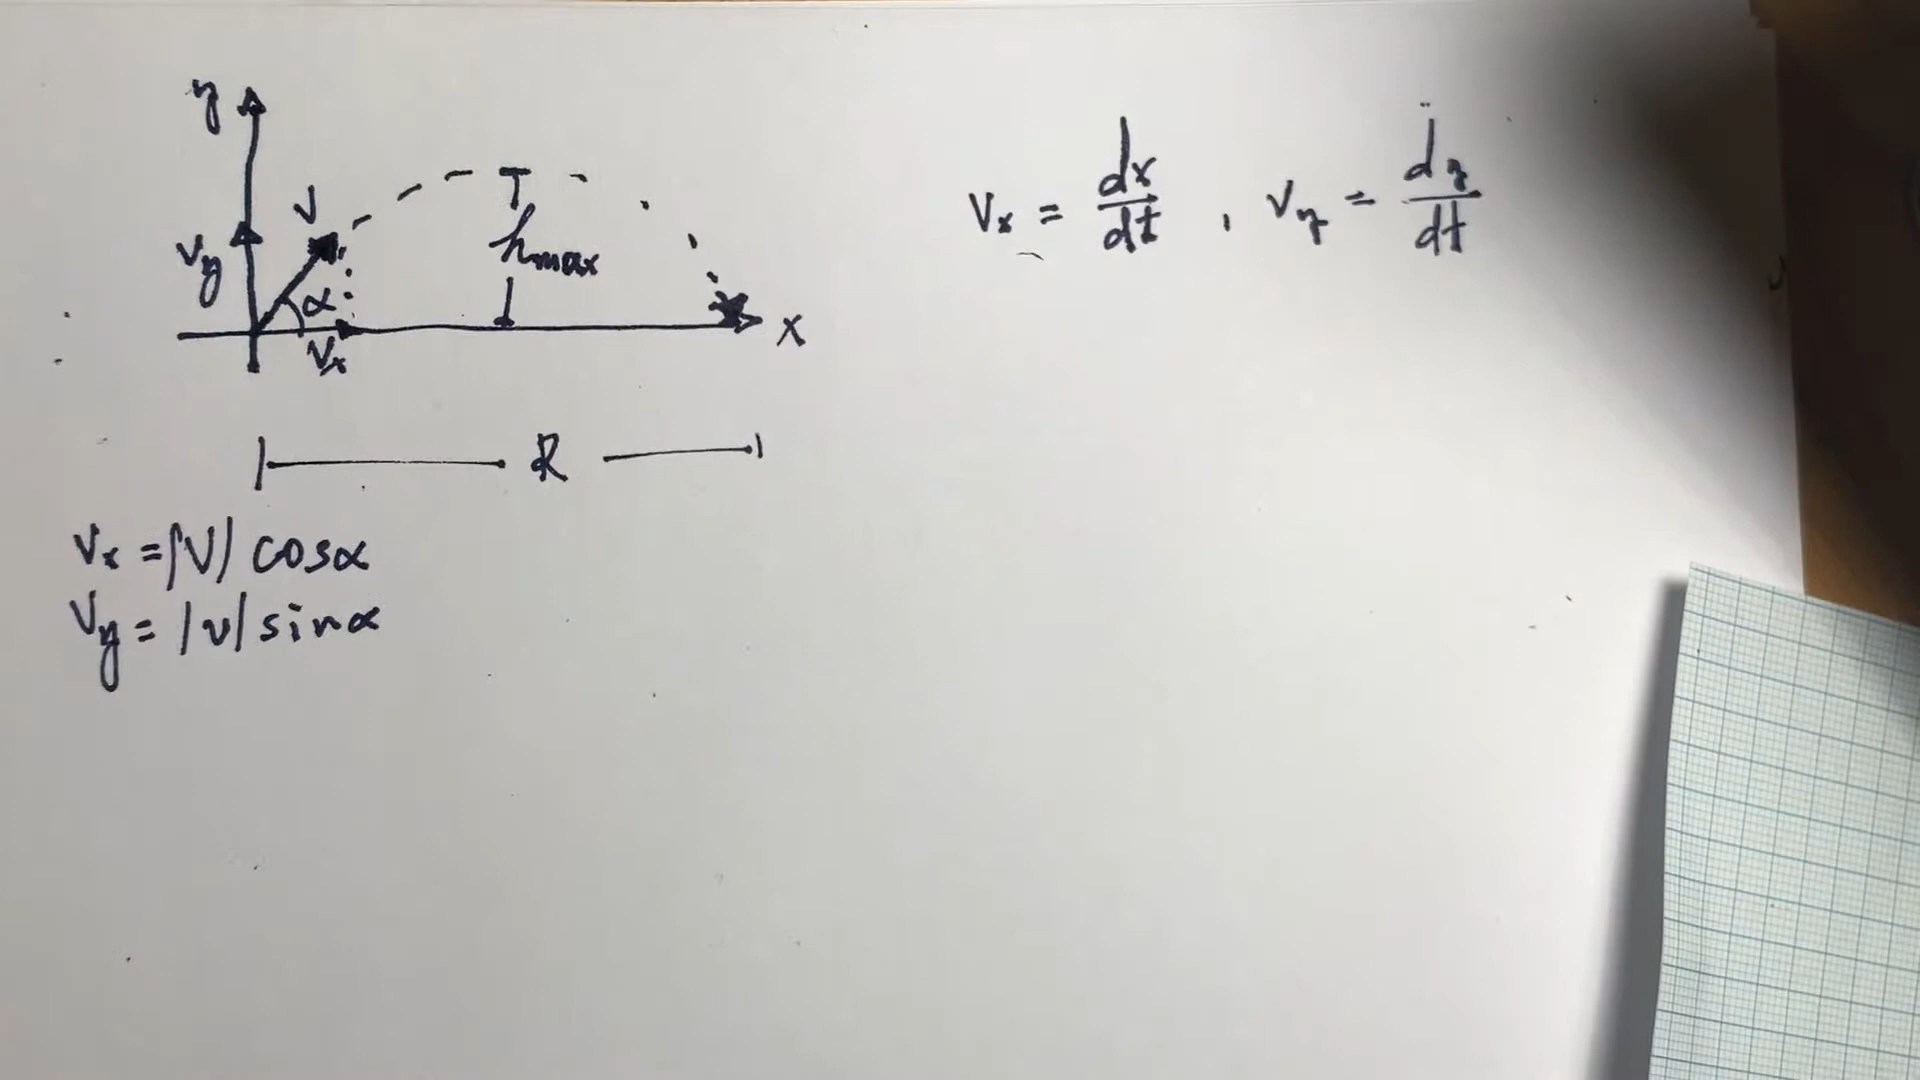 y
V
Vy
α
Vx
hmax
x
R
Vx = |V| cosα
Vy = |v| sinα
Vx = dx/dt , Vy = dy/dt